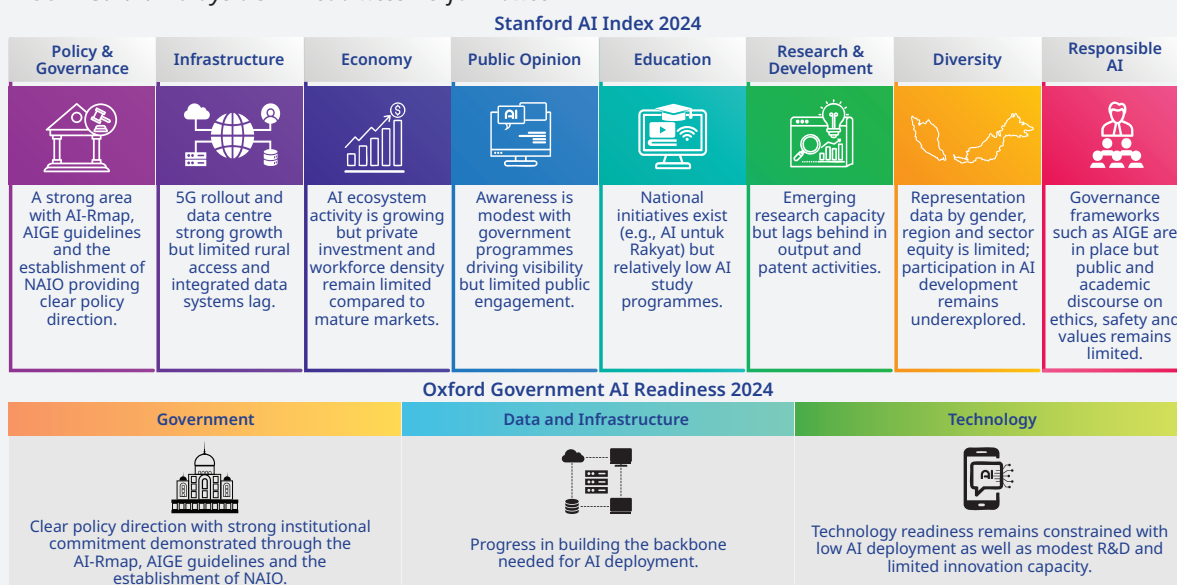 Stanford AI Index 2024
Policy &
Governance
Infrastructure
Economy
Public Opinion
Education
Research &
Development
Diversity
Responsible
AI
AI
A strong area
with AI-Rmap,
AIGE guidelines
and the
establishment of
NAIO providing
clear policy
direction.
5G rollout and
data centre
strong growth
but limited rural
access and
integrated data
systems lag.
AI ecosystem
activity is growing
but private
investment and
workforce density
remain limited
compared to
mature markets.
Awareness is
modest with
government
programmes
driving visibility
but limited public
engagement.
National
initiatives exist
(e.g., AI untuk
Rakyat) but
relatively low AI
study
programmes.
Emerging
research capacity
but lags behind in
output and
patent activities.
Representation
data by gender,
region and sector
equity is limited;
participation in AI
development
remains
underexplored.
Governance
frameworks
such as AIGE are
in place but
public and
academic
discourse on
ethics, safety and
values remains
limited.
Oxford Government AI Readiness 2024
Government
Data and Infrastructure
Technology
AI
Clear policy direction with strong institutional
commitment demonstrated through the
AI-Rmap, AIGE guidelines and the
establishment of NAIO.
Progress in building the backbone
needed for AI deployment.
Technology readiness remains constrained with
low AI deployment as well as modest R&D and
limited innovation capacity.